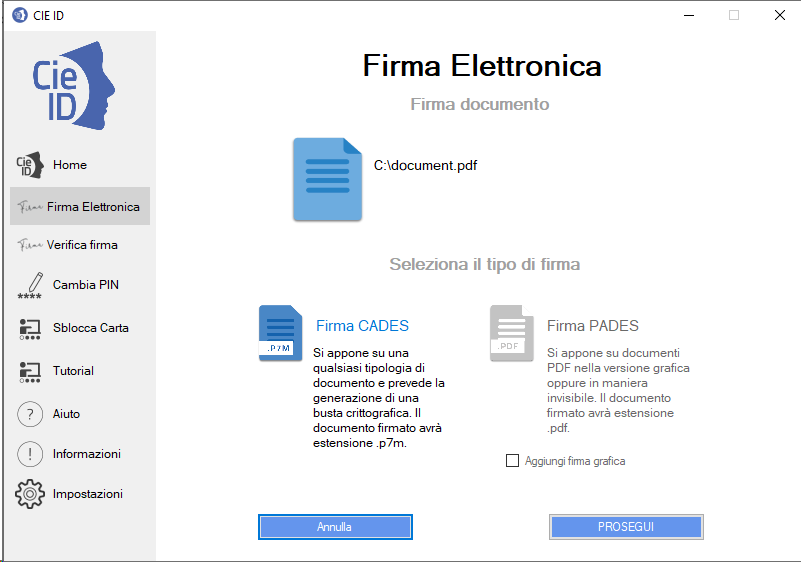 CIE ID
Cie
ID
Home
Firma Elettronica
Verifica firma
Cambia PIN
Sblocca Carta
Tutorial
Aiuto
Informazioni
Impostazioni
Firma Elettronica
Firma documento
C:\document.pdf
Seleziona il tipo di firma
.P7M
Firma CADES
Si appone su una
qualsiasi tipologia di
documento e prevede la
generazione di una
busta crittografica. Il
documento firmato avrà
estensione .p7m.
.PDF
Firma PADES
Si appone su documenti
PDF nella versione grafica
oppure in maniera
invisibile. Il documento
firmato avrà estensione
.pdf.
Aggiungi firma grafica
Annulla
PROSEGUI